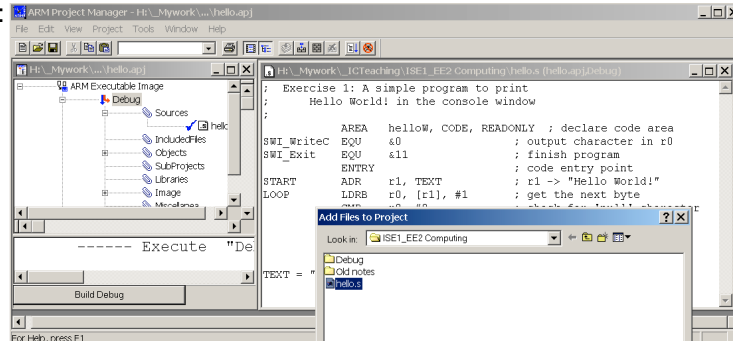 :
ARM Project Manager - H:\_Mywork\...\hello.apj
File Edit View Project Tools Window Help
H:\_Mywork\...\hello.apj
ARM Executable Image
Debug
Sources
hello
IncludedFiles
Objects
SubProjects
Libraries
Image
------ Execute "De
Build Debug
For Help, press F1
H:\_Mywork\_ICTeaching\ISE1_EE2 Computing\hello.s (hello.apj,Debug)
; Exercise 1: A simple program to print
; Hello World! in the console window
;
AREA helloW, CODE, READONLY ; declare code area
SWI_WriteC EQU &0 ; output character in r0
SWI_Exit EQU &11 ; finish program
ENTRY ; code entry point
START ADR r1, TEXT ; r1 -> "Hello World!"
LOOP LDRB r0, [r1], #1 ; get the next byte
TEXT = "
Add Files to Project
Look in: ISE1_EE2 Computing
Debug
Old notes
hello.s